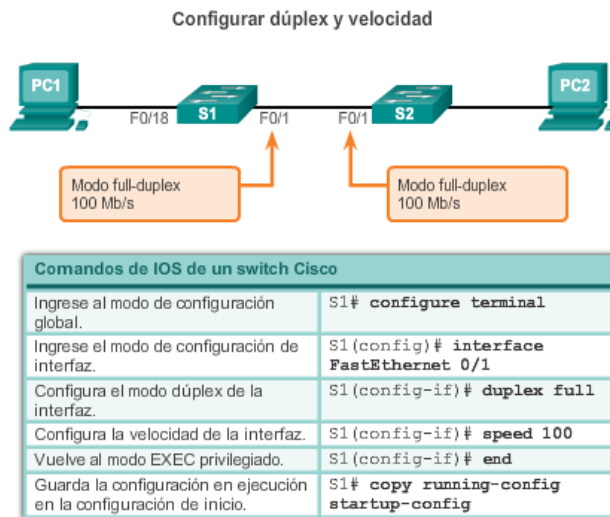 Configurar dúplex y velocidad
PC1
F0/18
S1
F0/1
F0/1
S2
PC2
Modo full-duplex
100 Mb/s
Modo full-duplex
100 Mb/s
Comandos de IOS de un switch Cisco
Ingrese al modo de configuración
global.
S1# configure terminal
Ingrese el modo de configuración de
interfaz.
S1(config)# interface
FastEthernet 0/1
Configura el modo dúplex de la
interfaz.
S1(config-if)# duplex full
Configura la velocidad de la interfaz.
S1(config-if)# speed 100
Vuelve al modo EXEC privilegiado.
S1(config-if)# end
Guarda la configuración en ejecución
en la configuración de inicio.
S1# copy running-config
startup-config